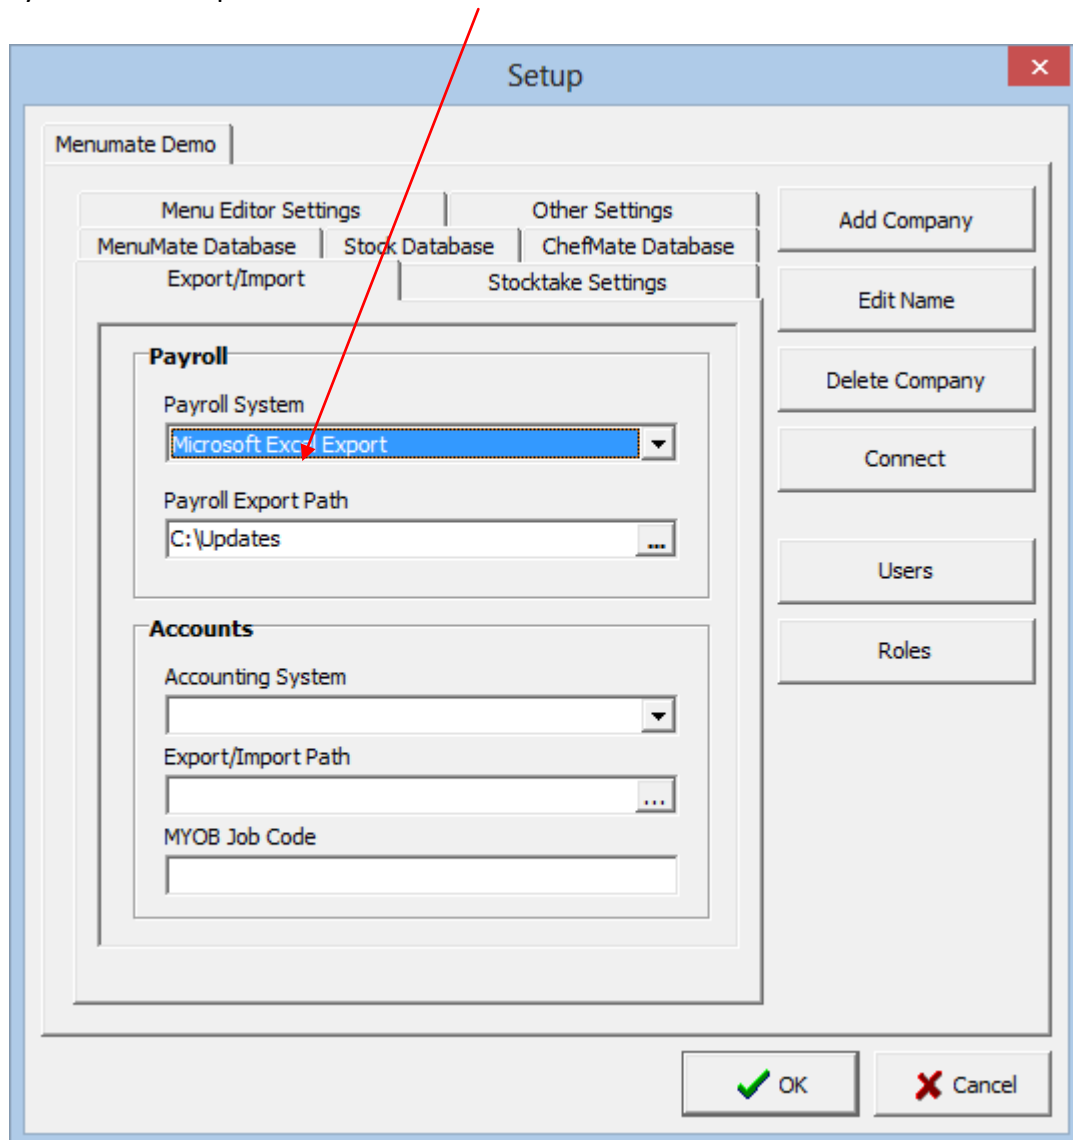 Setup
Menumate Demo
Menu Editor Settings
Other Settings
MenuMate Database
Stock Database
ChefMate Database
Export/Import
Stocktake Settings
Payroll
Payroll System
Microsoft Excel Export
Payroll Export Path
C:\Updates
...
Accounts
Accounting System
Export/Import Path
...
MYOB Job Code
Add Company
Edit Name
Delete Company
Connect
Users
Roles
OK
Cancel